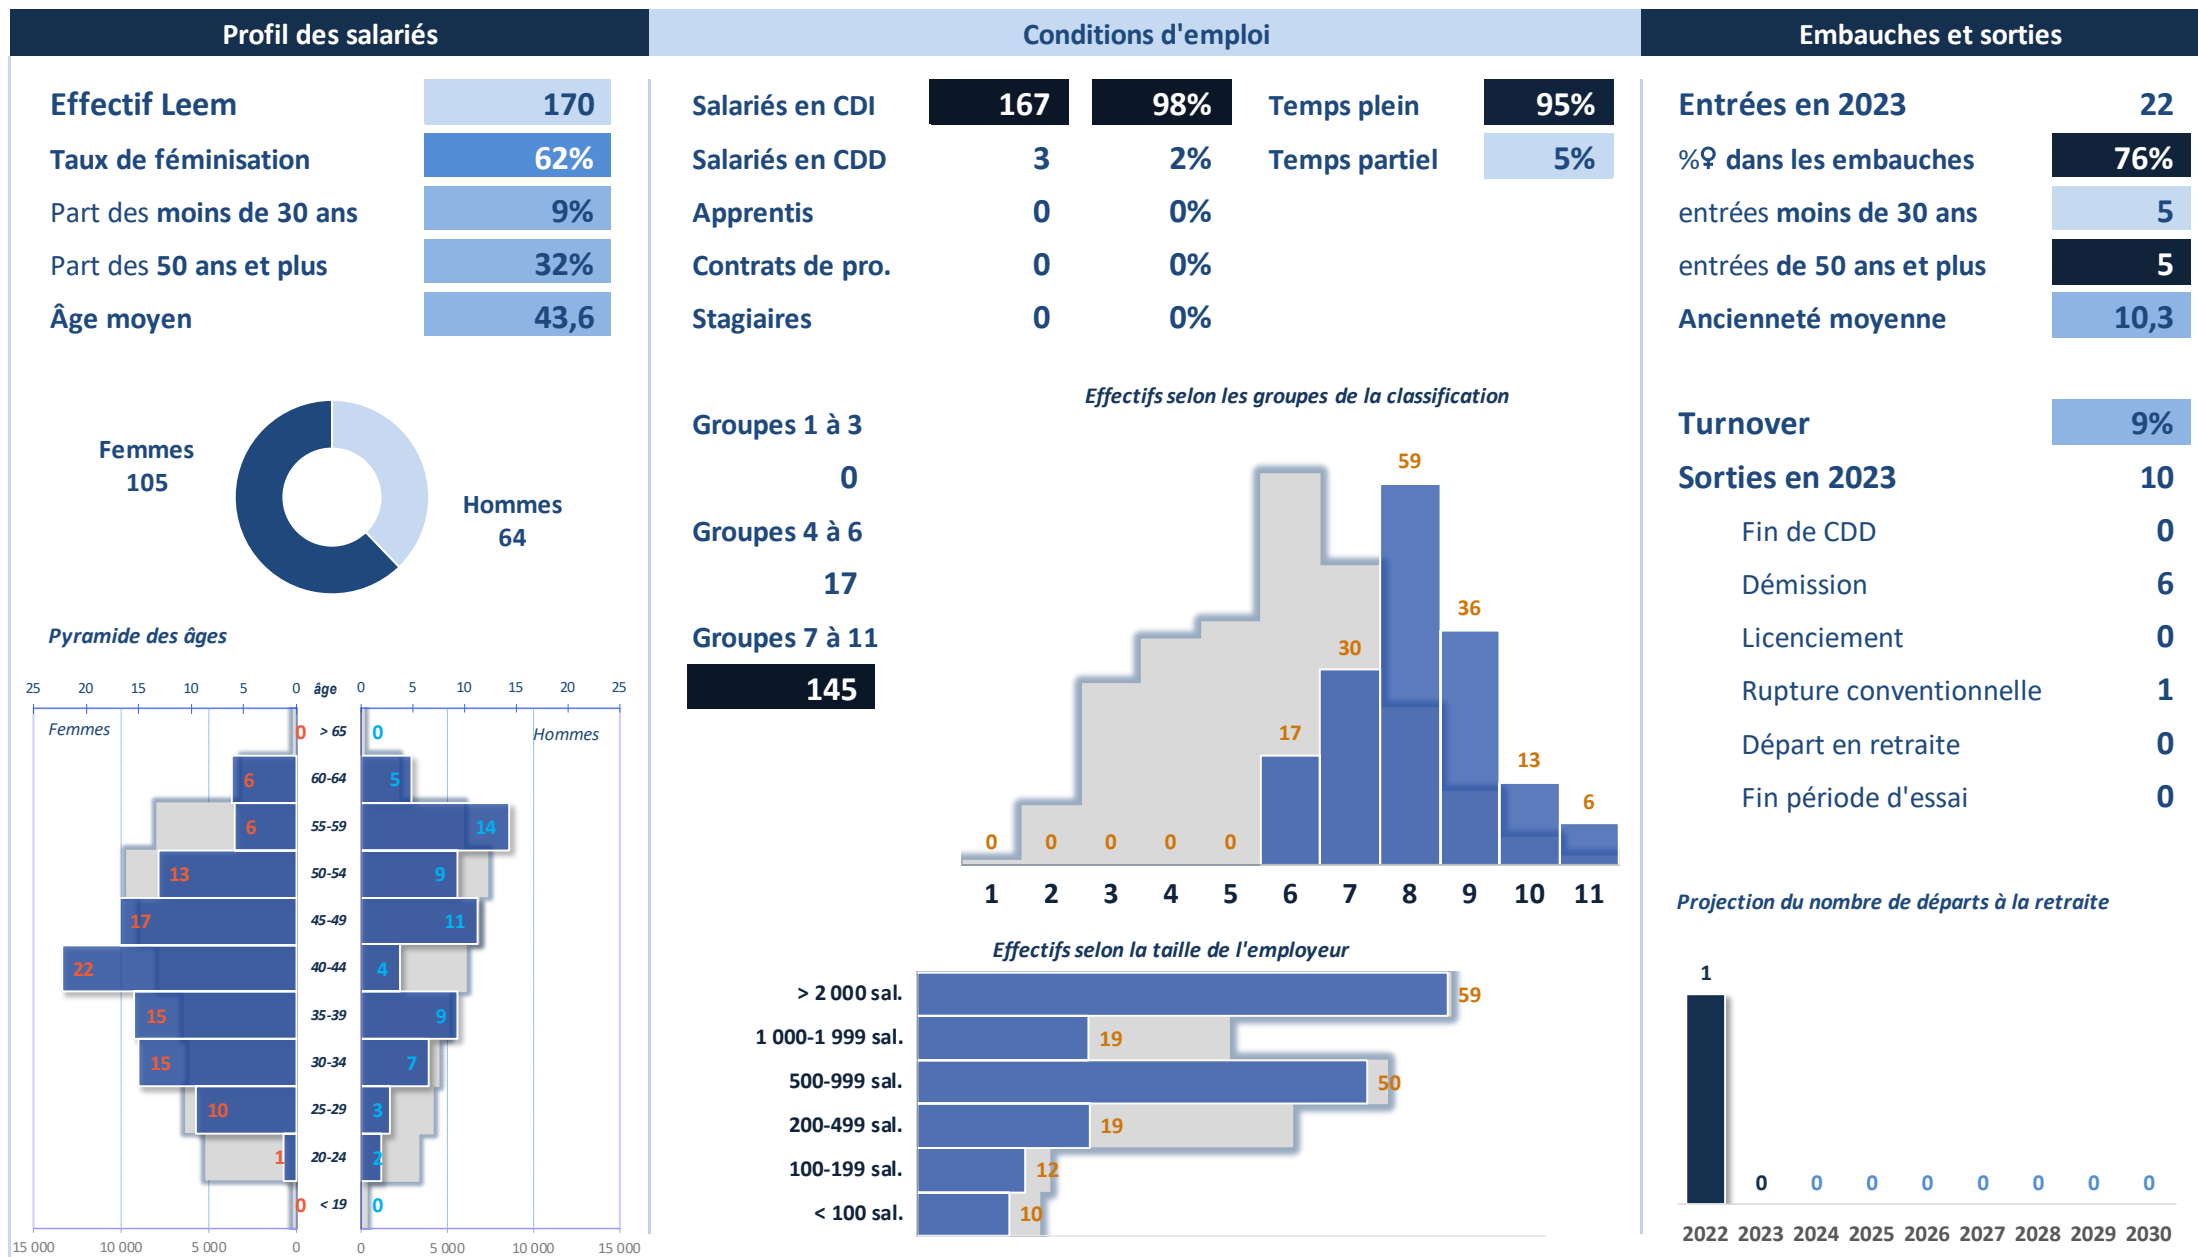 Profil des salariés
Effectif Leem 170
Taux de féminisation 62%
Part des moins de 30 ans 9%
Part des 50 ans et plus 32%
Âge moyen 43,6
Femmes
105
Hommes
64
Pyramide des âges
25 20 15 10 5 0 âge 0 5 10 15 20 25
Femmes Hommes
0 > 65 0
6 60-64 5
6 55-59 14
13 50-54 9
17 45-49 11
22 40-44 4
15 35-39 9
15 30-34 7
10 25-29 3
1 20-24 2
0 < 19 0
15 000 10 000 5 000 0 0 5 000 10 000 15 000
Conditions d'emploi
Salariés en CDI 167 98% Temps plein 95%
Salariés en CDD 3 2% Temps partiel 5%
Apprentis 0 0%
Contrats de pro. 0 0%
Stagiaires 0 0%
Groupes 1 à 3
0
Groupes 4 à 6
17
Groupes 7 à 11
145
Effectifs selon les groupes de la classification
0 0 0 0 0 17 30 59 36 13 6
1 2 3 4 5 6 7 8 9 10 11
Effectifs selon la taille de l'employeur
> 2 000 sal. 59
1 000-1 999 sal. 19
500-999 sal. 50
200-499 sal. 19
100-199 sal. 12
< 100 sal. 10
Embauches et sorties
Entrées en 2023 22
%♀ dans les embauches 76%
entrées moins de 30 ans 5
entrées de 50 ans et plus 5
Ancienneté moyenne 10,3
Turnover 9%
Sorties en 2023 10
Fin de CDD 0
Démission 6
Licenciement 0
Rupture conventionnelle 1
Départ en retraite 0
Fin période d'essai 0
Projection du nombre de départs à la retraite
1 0 0 0 0 0 0 0 0
2022 2023 2024 2025 2026 2027 2028 2029 2030